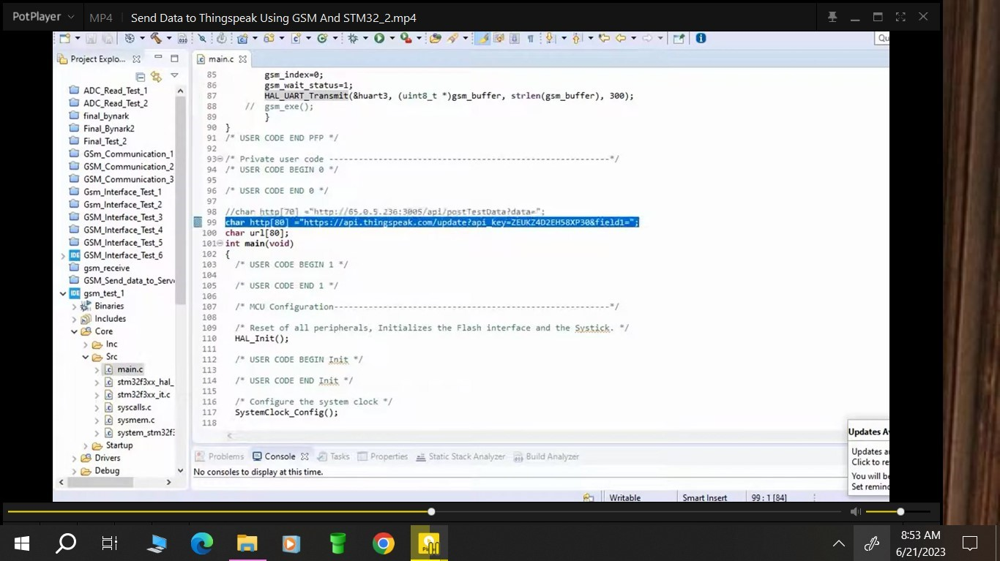 PotPlayer
MP4
Send Data to Thingspeak Using GSM And STM32_2.mp4
Qu
Project Explo...
main.c
ADC_Read_Test_1
ADC_Read_Test_2
final_bynark
Final_Bynark2
Final_Test_2
GSm_Communication_1
GSM_Communication_2
GSM_Communication_3
Gsm_Interface_Test_1
GSM_Interface_Test_2
GSM_Interface_Test_3
GSM_Interface_Test_4
GSM_Interface_Test_5
GSM_Interface_Test_6
gsm_receive
GSM_Send_data_to_Serv
gsm_test_1
Binaries
Includes
Core
Inc
Src
main.c
stm32f3xx_hal_
stm32f3xx_it.c
syscalls.c
sysmem.c
system_stm32f3
Startup
Drivers
Debug
85 gsm_index=0;
86 gsm_wait_status=1;
87 HAL_UART_Transmit(&huart3, (uint8_t *)gsm_buffer, strlen(gsm_buffer), 300);
88 // gsm_exe();
89 }
90 }
91 /* USER CODE END PFP */
92
93 /* Private user code ---------------------------------------------------------*/
94 /* USER CODE BEGIN 0 */
95
96 /* USER CODE END 0 */
97
98 //char http[70] ="http://65.0.5.236:3005/api/postTestData?data=";
99 char http[80] ="https://api.thingspeak.com/update?api_key=ZEUKZ4D2EH58XP30&field1=";
100 char url[80];
101 int main(void)
102 {
103 /* USER CODE BEGIN 1 */
104
105 /* USER CODE END 1 */
106
107 /* MCU Configuration--------------------------------------------------------*/
108
109 /* Reset of all peripherals, Initializes the Flash interface and the Systick. */
110 HAL_Init();
111
112 /* USER CODE BEGIN Init */
113
114 /* USER CODE END Init */
115
116 /* Configure the system clock */
117 SystemClock_Config();
118
Problems
Console
Tasks
Properties
Static Stack Analyzer
Build Analyzer
No consoles to display at this time.
Updates Av
Updates a
Click to re
You will be
Set remind
Writable
Smart Insert
99 : 1 [84]
8:53 AM
6/21/2023